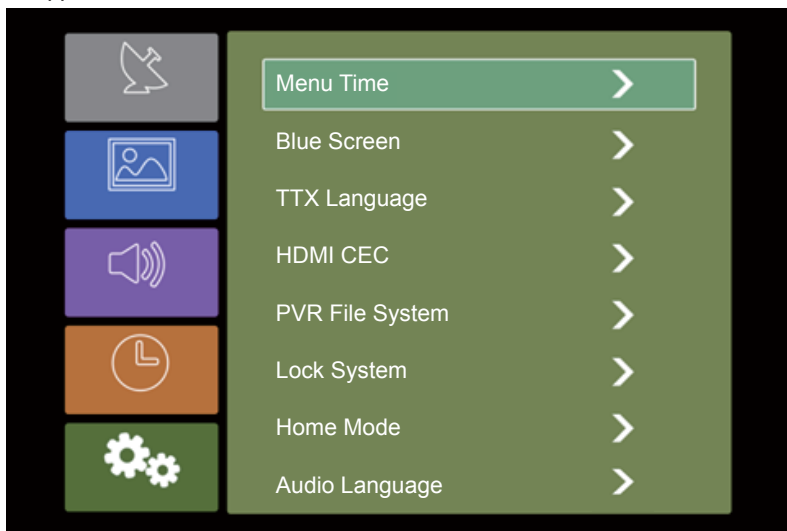 Menu Time
Blue Screen
TTX Language
HDMI CEC
PVR File System
Lock System
Home Mode
Audio Language